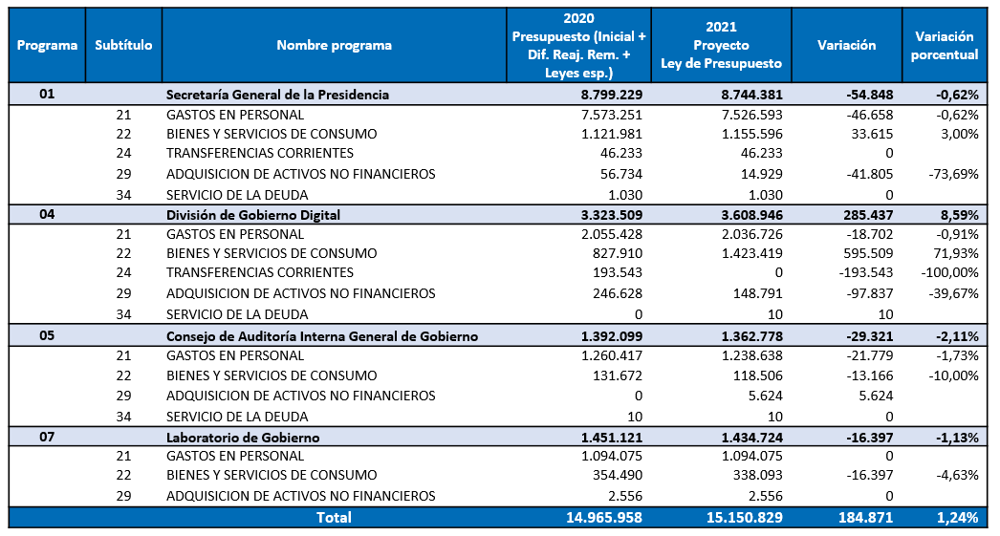 Programa Subtítulo Nombre programa 2020 Presupuesto (Inicial + Dif. Reaj. Rem. + Leyes esp.) 2021 Proyecto Ley de Presupuesto Variación Variación porcentual
01 Secretaría General de la Presidencia 8.799.229 8.744.381 -54.848 -0,62%
21 GASTOS EN PERSONAL 7.573.251 7.526.593 -46.658 -0,62%
22 BIENES Y SERVICIOS DE CONSUMO 1.121.981 1.155.596 33.615 3,00%
24 TRANSFERENCIAS CORRIENTES 46.233 46.233 0
29 ADQUISICION DE ACTIVOS NO FINANCIEROS 56.734 14.929 -41.805 -73,69%
34 SERVICIO DE LA DEUDA 1.030 1.030 0
04 División de Gobierno Digital 3.323.509 3.608.946 285.437 8,59%
21 GASTOS EN PERSONAL 2.055.428 2.036.726 -18.702 -0,91%
22 BIENES Y SERVICIOS DE CONSUMO 827.910 1.423.419 595.509 71,93%
24 TRANSFERENCIAS CORRIENTES 193.543 0 -193.543 -100,00%
29 ADQUISICION DE ACTIVOS NO FINANCIEROS 246.628 148.791 -97.837 -39,67%
34 SERVICIO DE LA DEUDA 0 10 10
05 Consejo de Auditoría Interna General de Gobierno 1.392.099 1.362.778 -29.321 -2,11%
21 GASTOS EN PERSONAL 1.260.417 1.238.638 -21.779 -1,73%
22 BIENES Y SERVICIOS DE CONSUMO 131.672 118.506 -13.166 -10,00%
29 ADQUISICION DE ACTIVOS NO FINANCIEROS 0 5.624 5.624
34 SERVICIO DE LA DEUDA 10 10 0
07 Laboratorio de Gobierno 1.451.121 1.434.724 -16.397 -1,13%
21 GASTOS EN PERSONAL 1.094.075 1.094.075 0
22 BIENES Y SERVICIOS DE CONSUMO 354.490 338.093 -16.397 -4,63%
29 ADQUISICION DE ACTIVOS NO FINANCIEROS 2.556 2.556 0
Total 14.965.958 15.150.829 184.871 1,24%